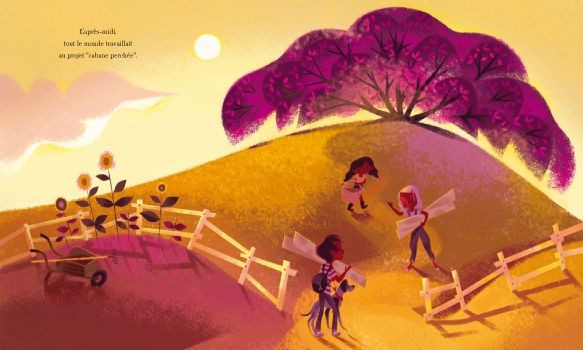 L'après-midi,
tout le monde travaillait
au projet "cabane perchée".